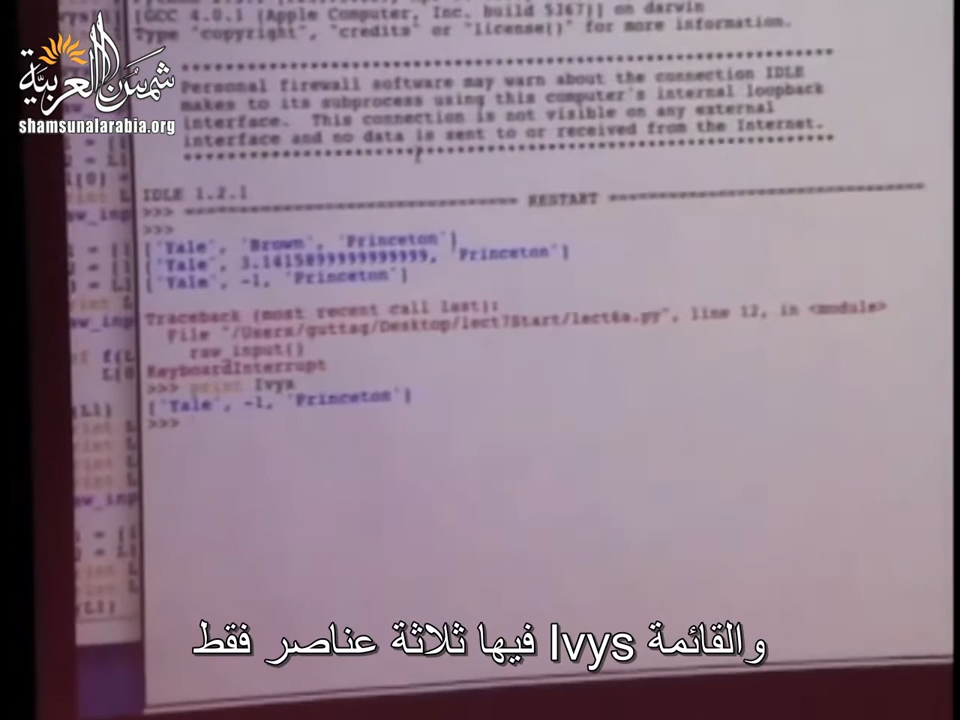 شمس العربية
shamsunalarabia.org
[GCC 4.0.1 (Apple Computer, Inc. build 5367)] on darwin
Type "copyright", "credits" or "license()" for more information.
****************************************************************
Personal firewall software may warn about the connection IDLE
makes to its subprocess using this computer's internal loopback
interface. This connection is not visible on any external
interface and no data is sent to or received from the Internet.
****************************************************************
IDLE 1.2.1
>>> ================================ RESTART ================================
>>>
['Yale', 'Brown', 'Princeton']
['Yale', 3.1415899999999999, 'Princeton']
['Yale', -1, 'Princeton']
Traceback (most recent call last):
File "/Users/guttag/Desktop/lect7Start/lect6a.py", line 12, in <module>
raw_input()
KeyboardInterrupt
>>> print Ivys
['Yale', -1, 'Princeton']
>>>
والقائمة Ivys فيها ثلاثة عناصر فقط